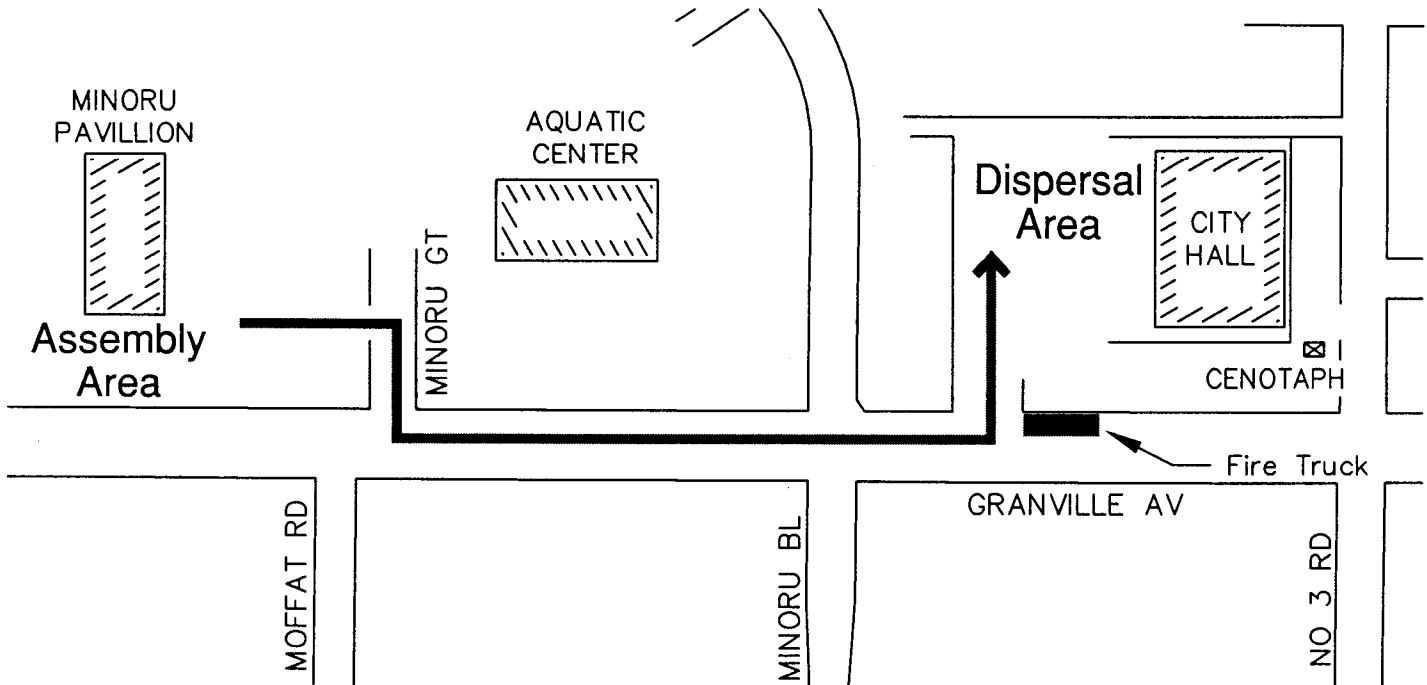 MINORU
PAVILLION
AQUATIC
CENTER
Dispersal
Area
CITY
HALL
MINORU GT
Assembly
Area
CENOTAPH
Fire Truck
GRANVILLE AV
MOFFAT RD
MINORU BL
NO 3 RD